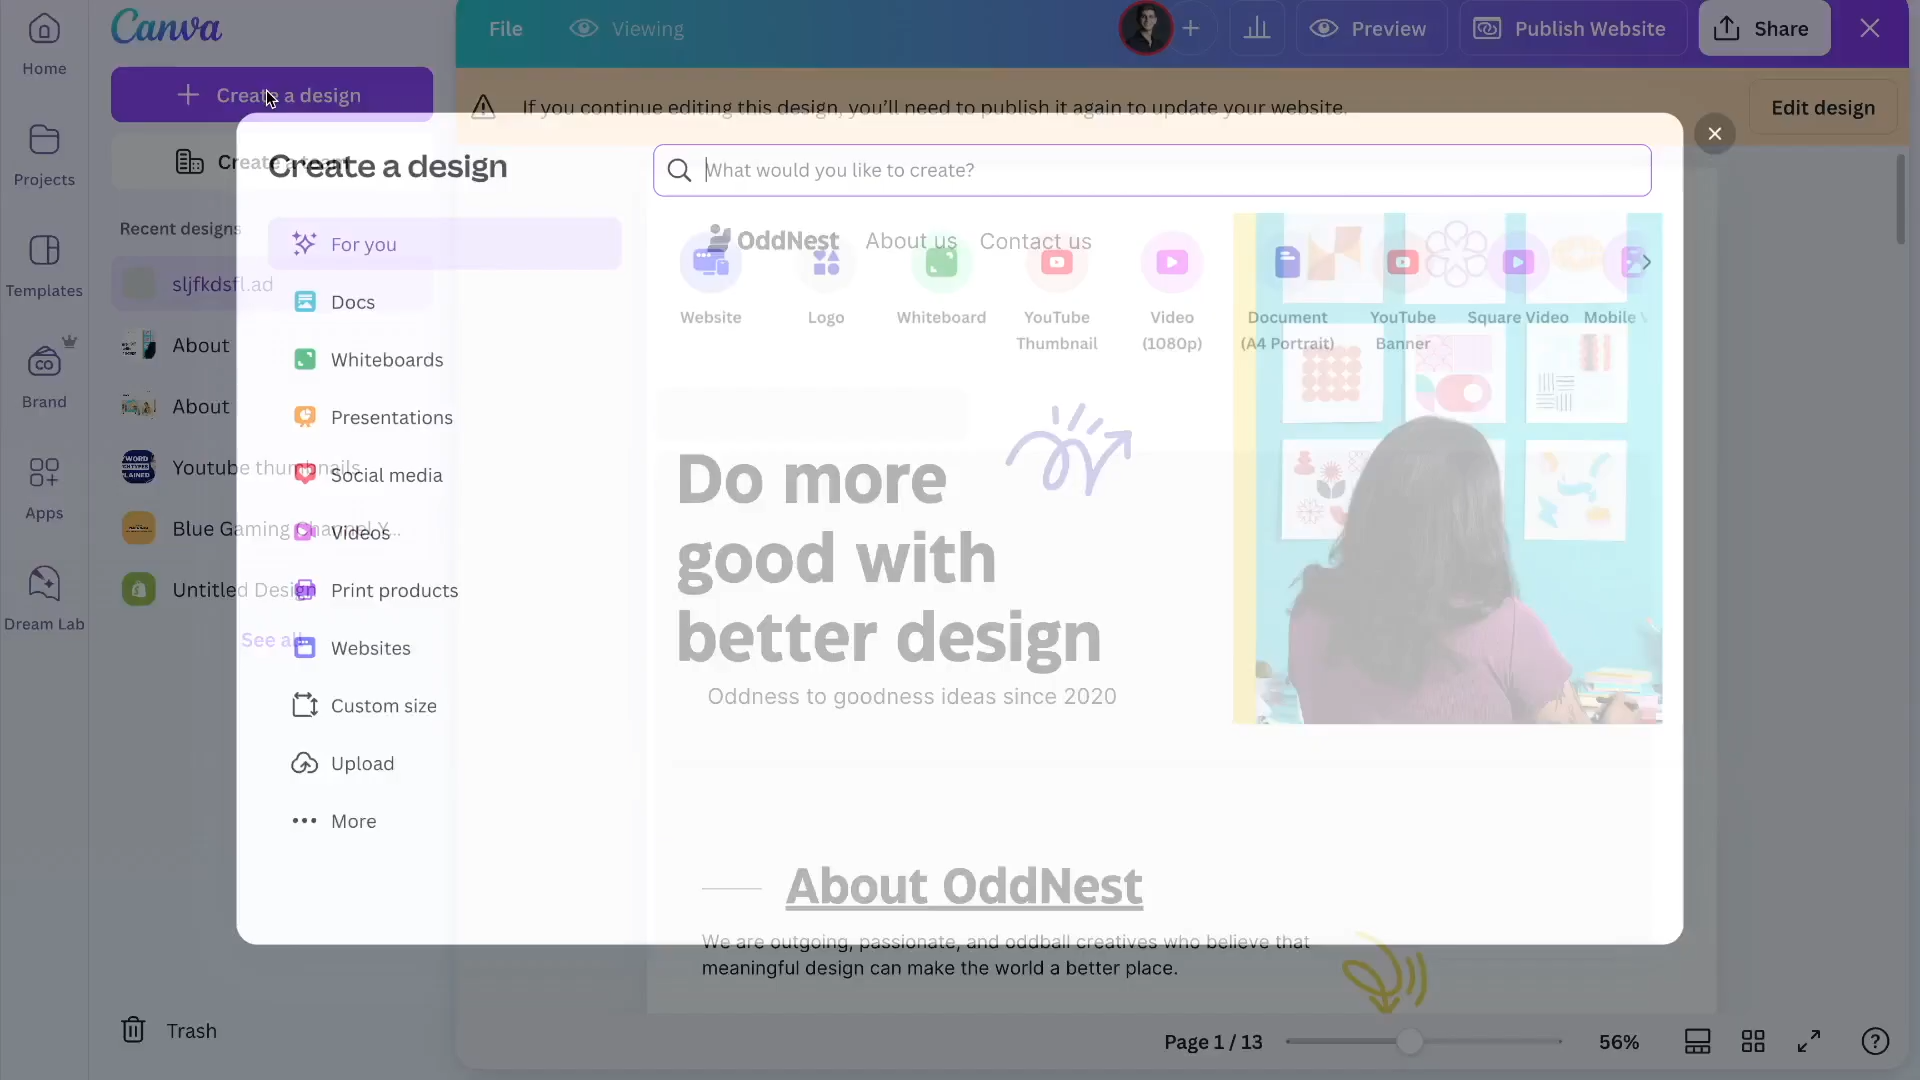 Home
Projects
Templates
Brand
Apps
Dream Lab
Canva
Create a design
Create a team
Recent designs
sljfkdsfl.ad
About
About
Youtube thumbnails
Blue Gaming Channel Y...
Untitled Design
See all
Trash
File
Viewing
Preview
Publish Website
Share
If you continue editing this design, you’ll need to publish it again to update your website.
Edit design
Create a design
What would you like to create?
For you
Docs
Whiteboards
Presentations
Social media
Videos
Print products
Websites
Custom size
Upload
More
OddNest
About us
Contact us
Website
Logo
Whiteboard
YouTube
Thumbnail
Video
(1080p)
Document
(A4 Portrait)
YouTube
Banner
Square Video
Mobile V
Do more
good with
better design
Oddness to goodness ideas since 2020
About OddNest
We are outgoing, passionate, and oddball creatives who believe that
meaningful design can make the world a better place.
Page 1 / 13
56%